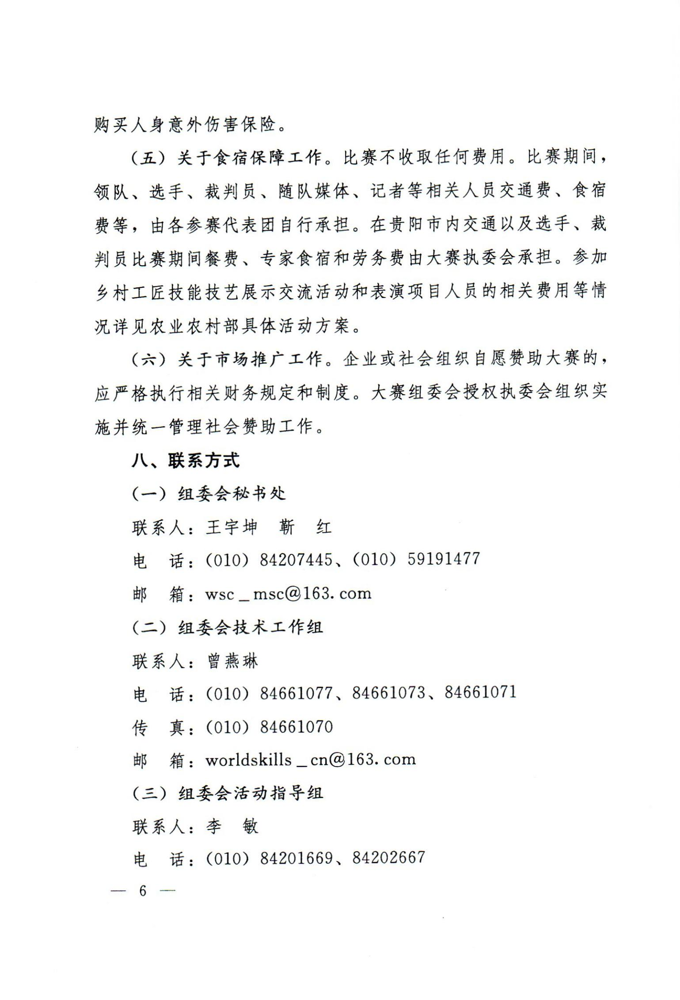 购买人身意外伤害保险。
（五）关于食宿保障工作。比赛不收取任何费用。比赛期间，
领队、选手、裁判员、随队媒体、记者等相关人员交通费、食宿
费等，由各参赛代表团自行承担。在贵阳市内交通以及选手、裁
判员比赛期间餐费、专家食宿和劳务费由大赛执委会承担。参加
乡村工匠技能技艺展示交流活动和表演项目人员的相关费用等情
况详见农业农村部具体活动方案。
（六）关于市场推广工作。企业或社会组织自愿赞助大赛的，
应严格执行相关财务规定和制度。大赛组委会授权执委会组织实
施并统一管理社会赞助工作。
八、联系方式
（一）组委会秘书处
联系人：王宇坤　靳　红
电　话：（010）84207445、（010）59191477
邮　箱：wsc_msc@163.com
（二）组委会技术工作组
联系人：曾燕琳
电　话：（010）84661077、84661073、84661071
传　真：（010）84661070
邮　箱：worldskills_cn@163.com
（三）组委会活动指导组
联系人：李　敏
电　话：（010）84201669、84202667
— 6 —